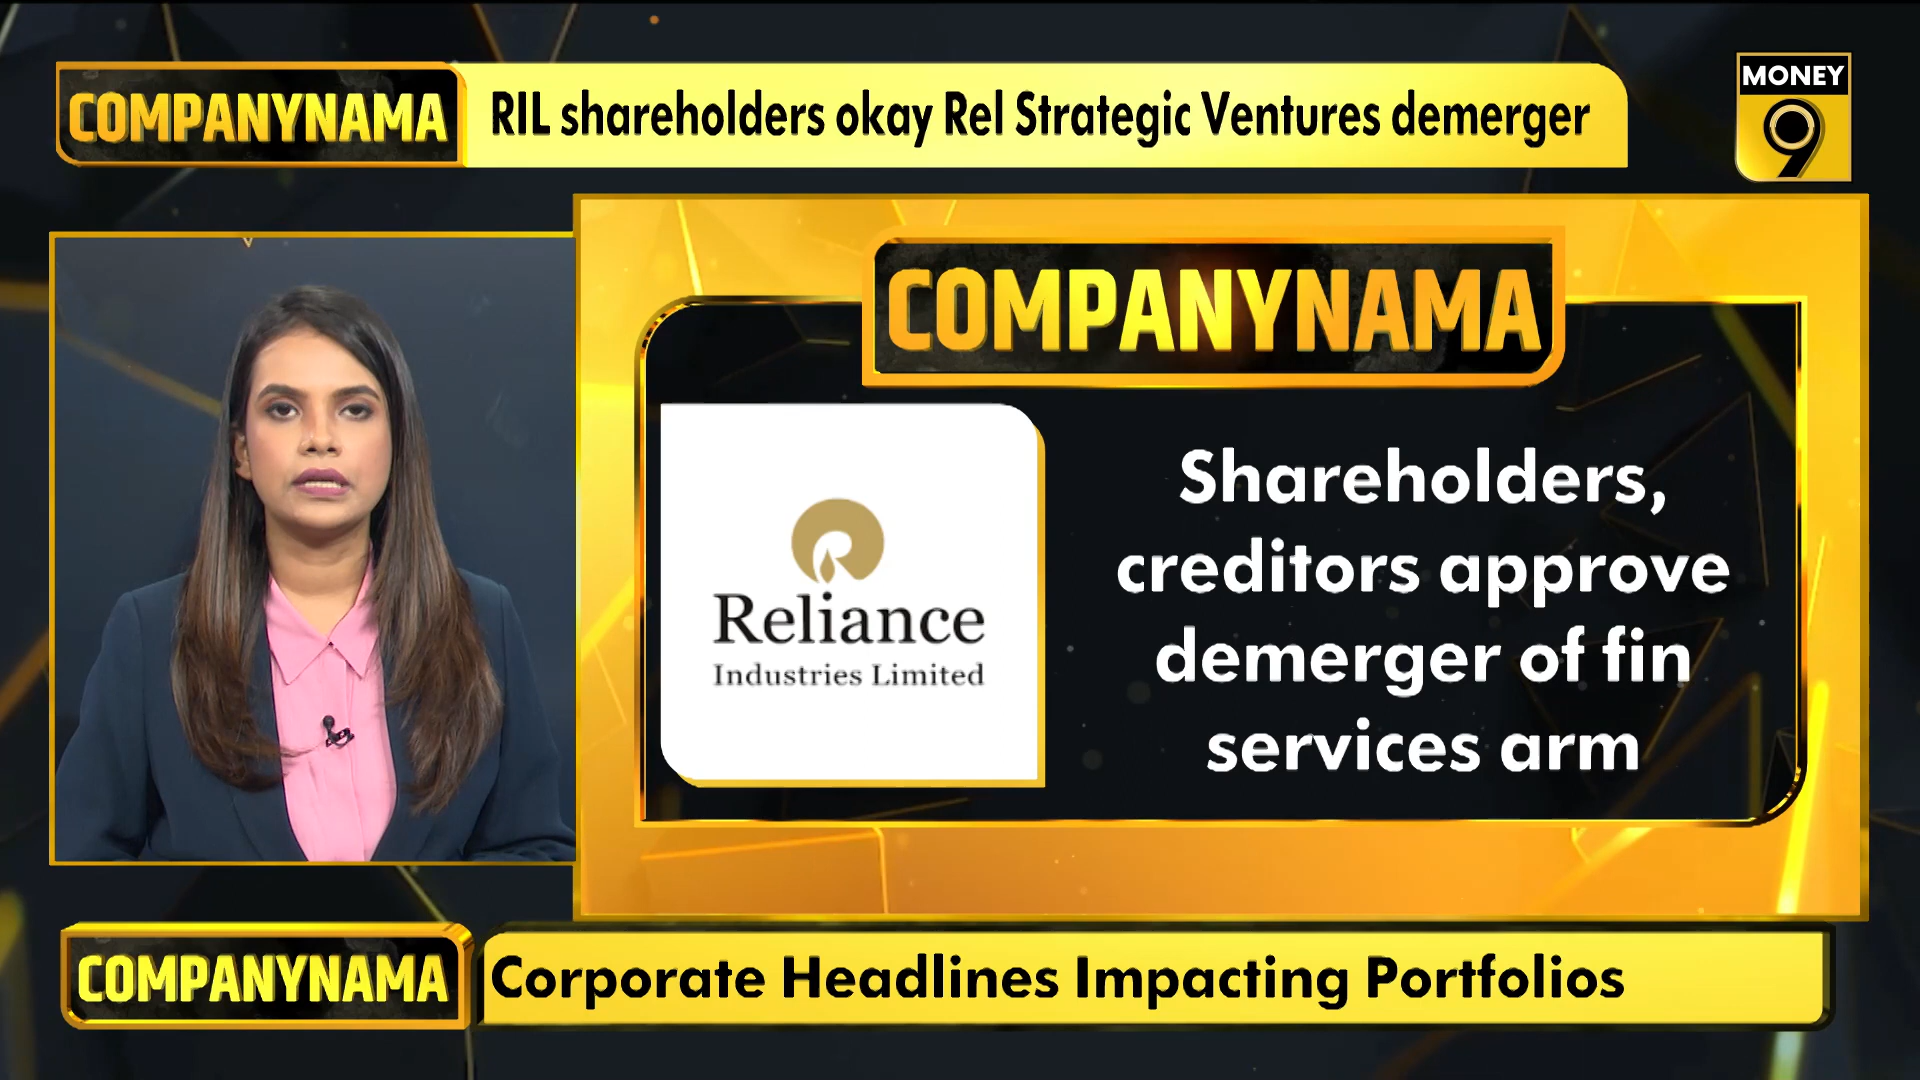 COMPANYNAMA
RIL shareholders okay Rel Strategic Ventures demerger
MONEY
9
COMPANYNAMA
Reliance
Industries Limited
Shareholders,
creditors approve
demerger of fin
services arm
COMPANYNAMA
Corporate Headlines Impacting Portfolios